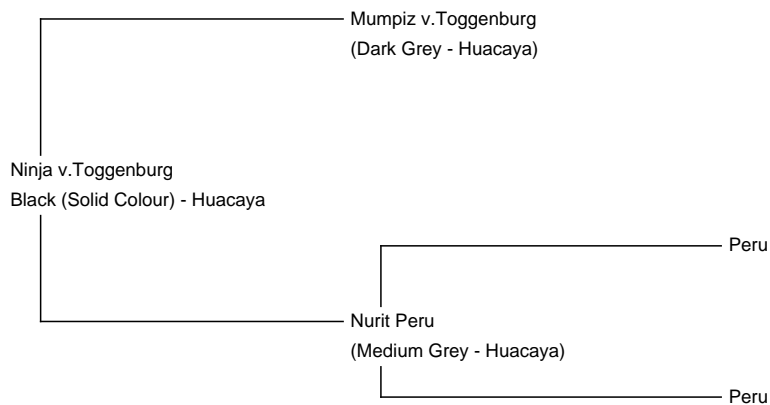 Mumpiz v.Toggenburg
(Dark Grey - Huacaya)
Ninja v.Toggenburg
Black (Solid Colour) - Huacaya
Peru
Nurit Peru
(Medium Grey - Huacaya)
Peru